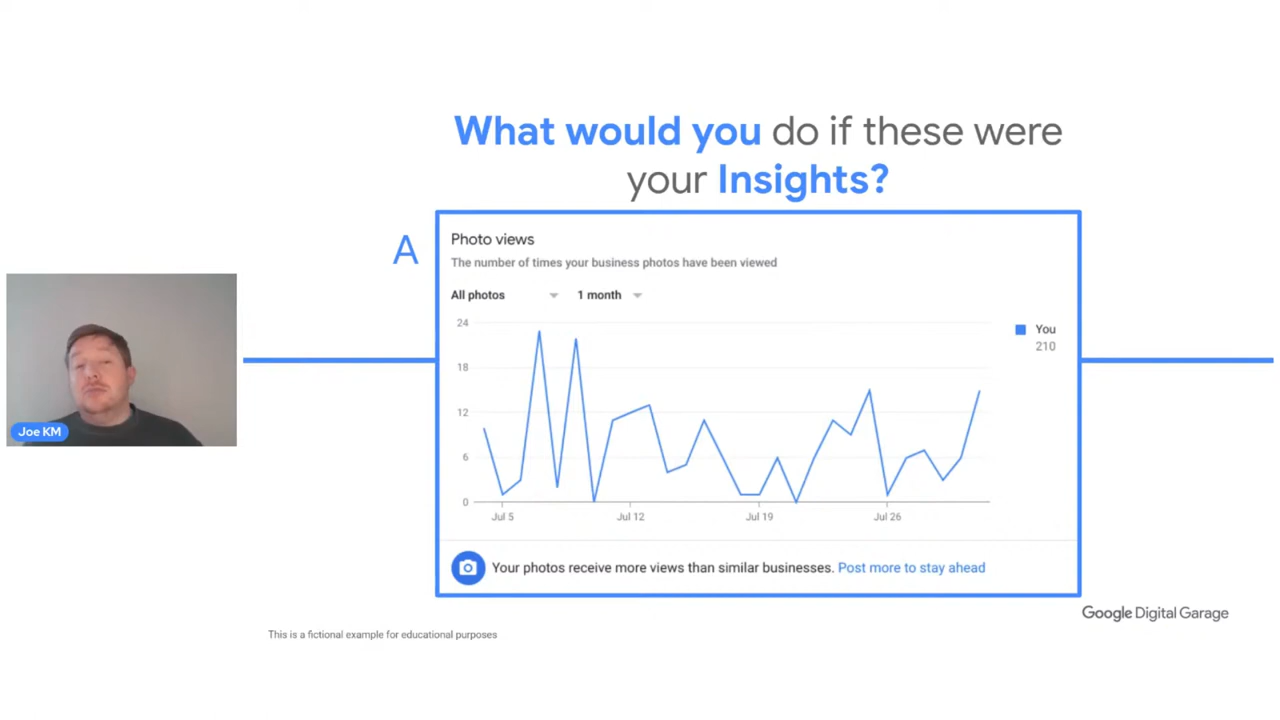 What would you do if these were
your Insights?
A
Photo views
The number of times your business photos have been viewed
All photos 1 month
24
18
12
6
0
You
210
Jul 5 Jul 12 Jul 19 Jul 26
Your photos receive more views than similar businesses. Post more to stay ahead
Joe KM
Google Digital Garage
This is a fictional example for educational purposes